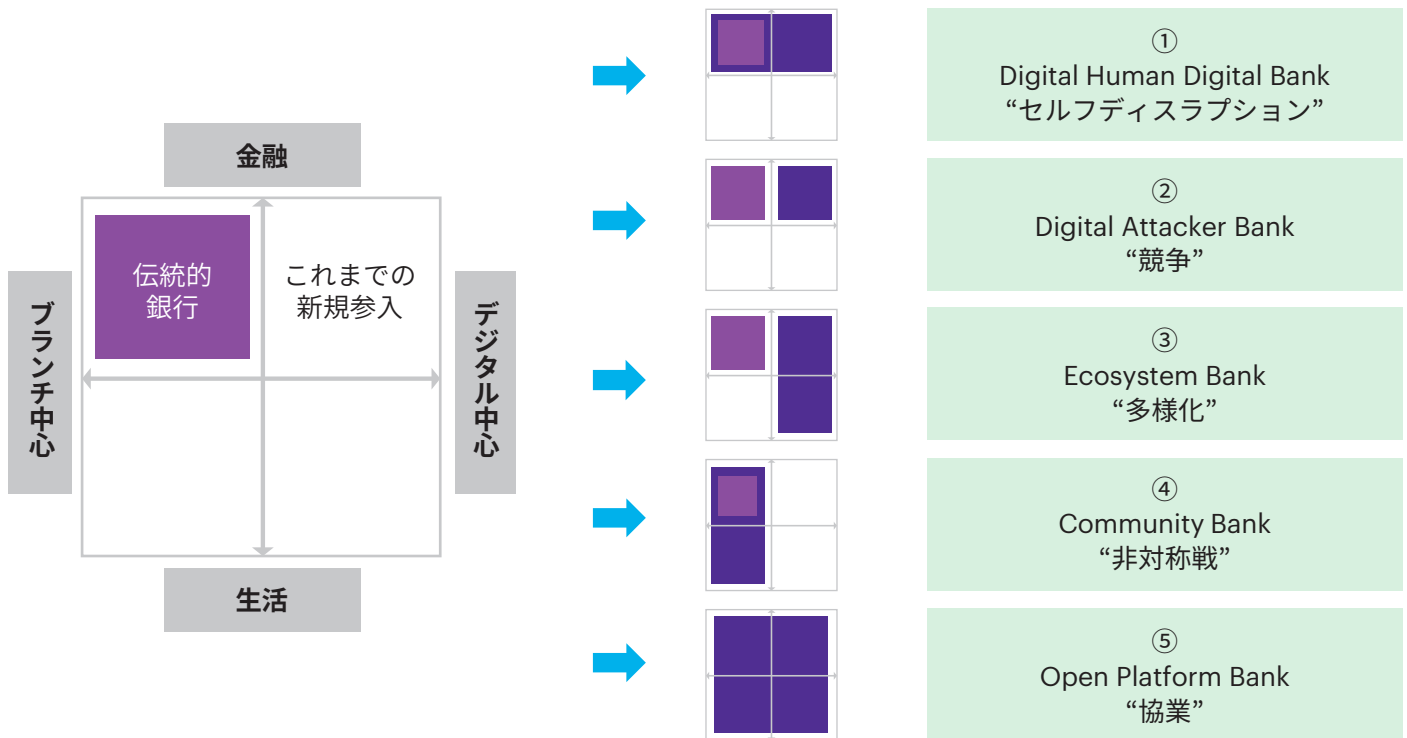 金融
ブランチ中心
伝統的
銀行
これまでの
新規参入
デジタル中心
生活
①
Digital Human Digital Bank
“セルフディスラプション”
②
Digital Attacker Bank
“競争”
③
Ecosystem Bank
“多様化”
④
Community Bank
“非対称戦”
⑤
Open Platform Bank
“協業”